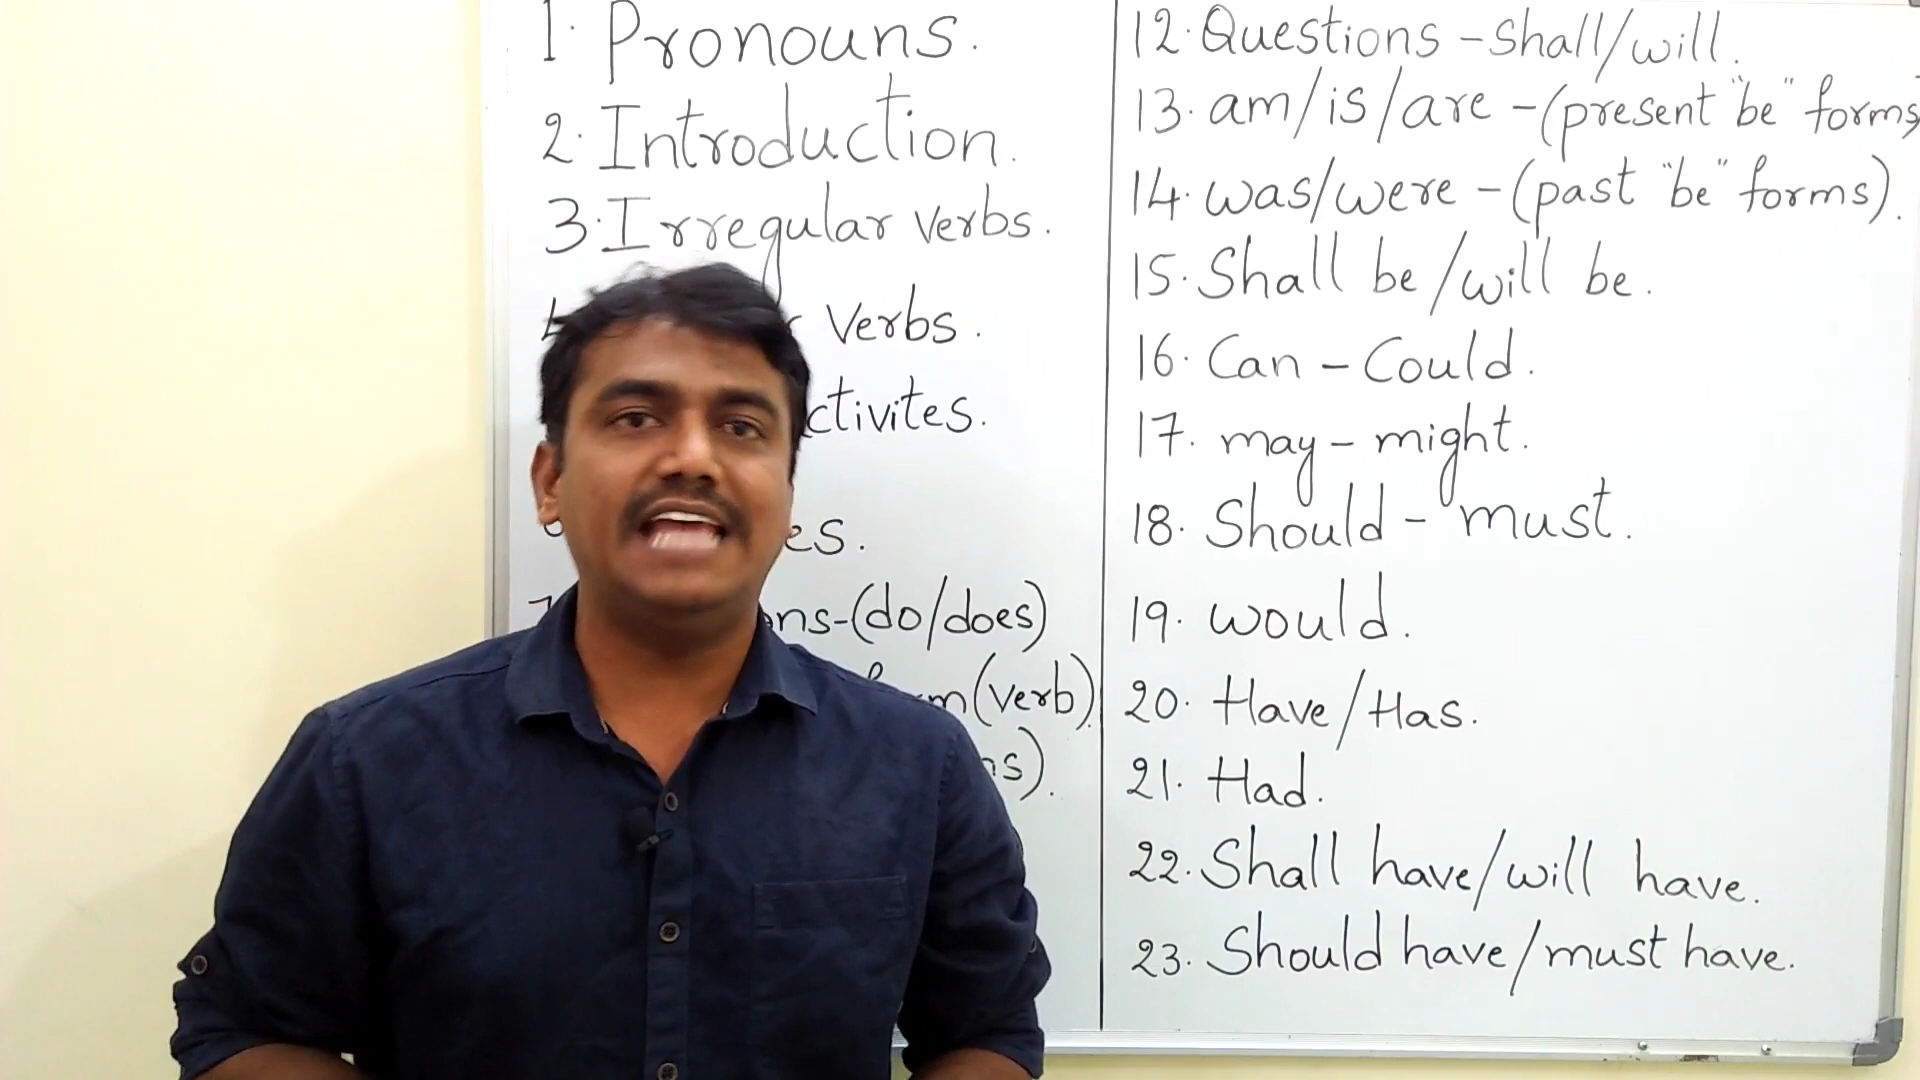 1. Pronouns.
2. Introduction.
3. Irregular verbs.
verbs.
ns-(do/does)
(verb).
12. Questions - Shall/will.
13. am/is/are - (present "be" forms
14. was/were - (past "be" forms).
15. Shall be/will be.
16. Can - Could.
17. may - might.
18. Should - must.
19. would.
20. Have/Has.
21. Had.
22. Shall have/will have.
23. Should have/must have.